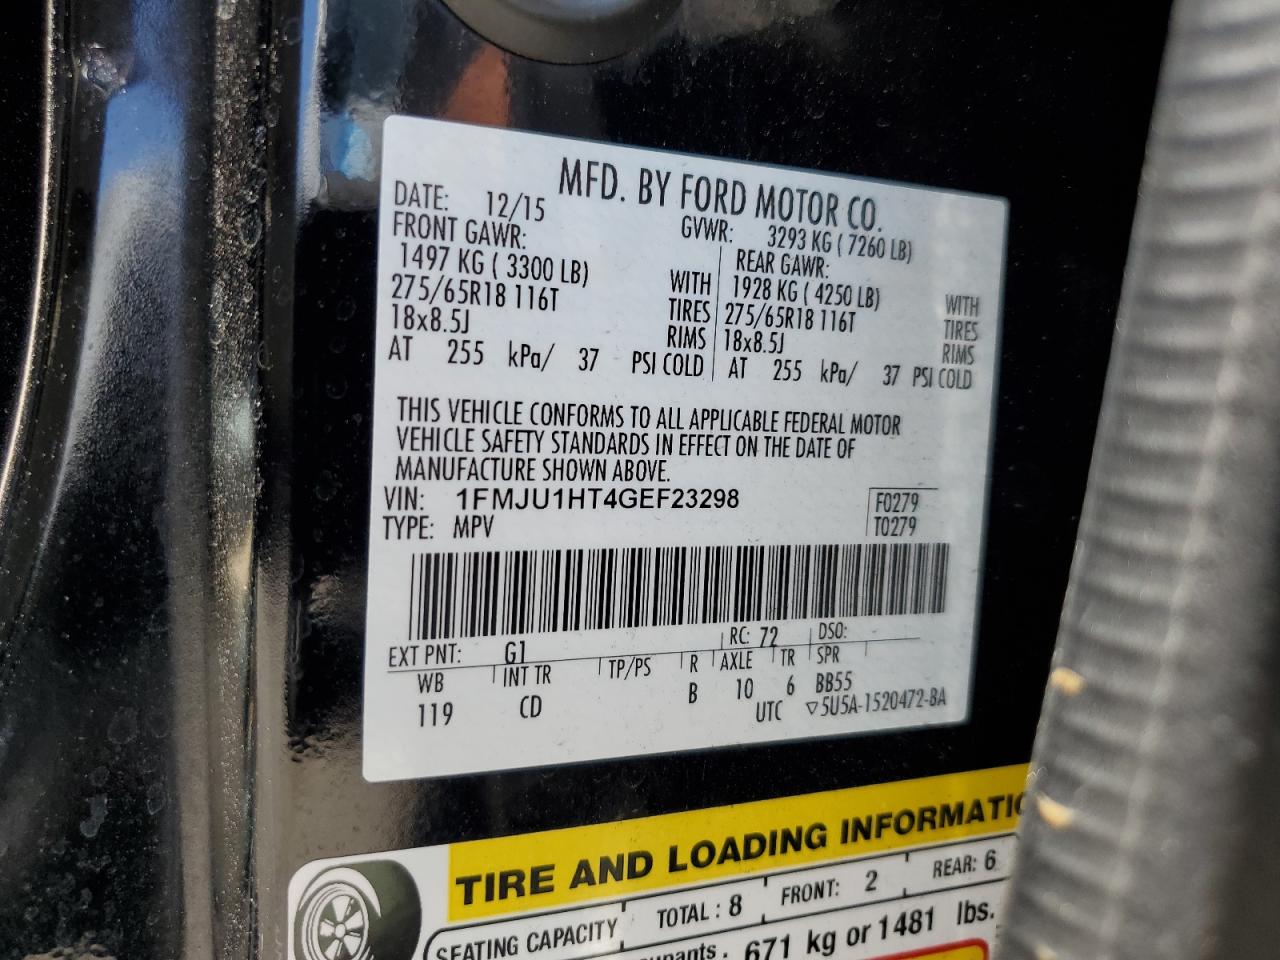 MFD. BY FORD MOTOR CO.
DATE: 12/15 GVWR: 3293 KG ( 7260 LB)
FRONT GAWR: REAR GAWR:
1497 KG ( 3300 LB) WITH 1928 KG ( 4250 LB) WITH
275/65R18 116T TIRES 275/65R18 116T TIRES
18x8.5J RIMS 18x8.5J RIMS
AT 255 kPa/ 37 PSI COLD AT 255 kPa/ 37 PSI COLD
THIS VEHICLE CONFORMS TO ALL APPLICABLE FEDERAL MOTOR
VEHICLE SAFETY STANDARDS IN EFFECT ON THE DATE OF
MANUFACTURE SHOWN ABOVE.
VIN: 1FMJU1HT4GEF23298 F0279
TYPE: MPV T0279
EXT PNT: G1 RC: 72 DSO:
WB INT TR TP/PS R AXLE TR SPR
119 CD B 10 6 BB55
UTC ▽5U5A-1520472-BA
TIRE AND LOADING
SEATING CAPACITY TOTAL : 8 FRONT: 2 REAR: 6
671 kg or 1481 lbs.